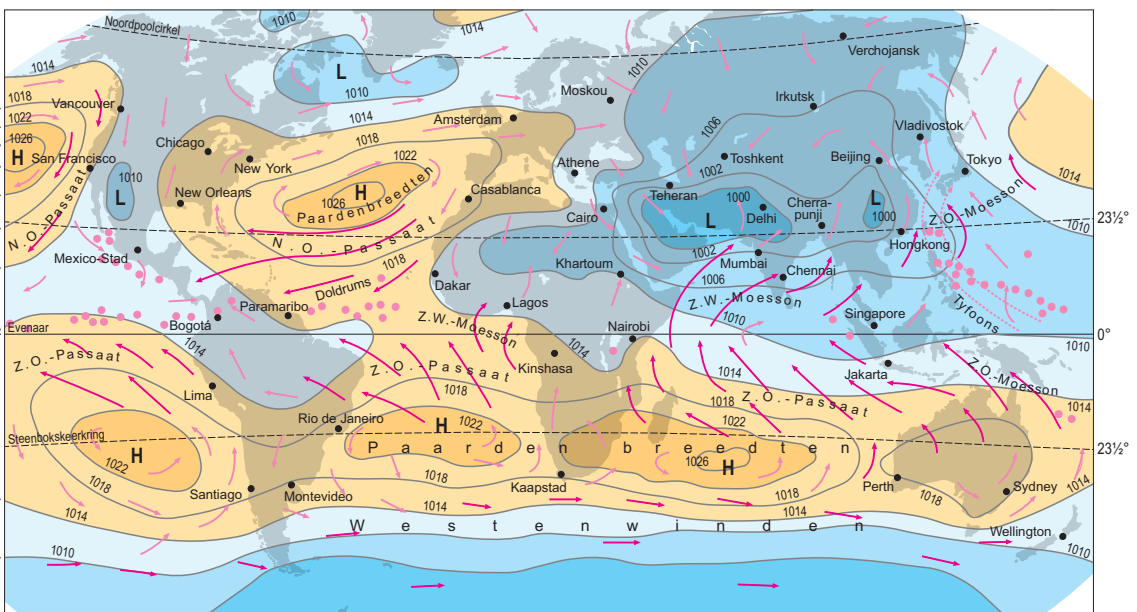 Noordpoolcirkel
1010
1014
L
1010
1010
Verchojansk
1014
1018
Vancouver
1022
1026
H
San Francisco
1010
L
N.O.-Passaat
Moskou
Irkutsk
1014
Amsterdam
1018
1006
Vladivostok
Chicago
New York
1022
Athene
Toshkent
Beijing
1002
Tokyo
1014
New Orleans
H
1026
Paardenbreedten
Casablanca
Teheran
1000
Cherra-
punji
L
1000
Z.O.-Moesson
Cairo
L
Delhi
23½°
1010
N.O.-Passaat
Hongkong
Mexico-Stad
1002
Mumbai
Chennai
Khartoum
1018
Doldrums
Dakar
1006
Z.W.-Moesson
Paramaribo
Lagos
Tyfoons
Z.W.-Moesson
1010
Singapore
Evenaar
Bogotá
Nairobi
0°
1010
1014
1014
Z.O.-Passaat
Kinshasa
Z.O.-Passaat
1014
Jakarta
Z.O.-Moesson
Lima
1018
1018
Z.O.-Passaat
1014
Rio de Janeiro
1022
H
1022
Steenbokskeerkring
Paardenbreedten
23½°
H
1022
1026
H
1018
1018
Santiago
Montevideo
Kaapstad
1018
Perth
1018
Sydney
1014
1014
1014
1014
1014
Westenwinden
Wellington
1010
1010